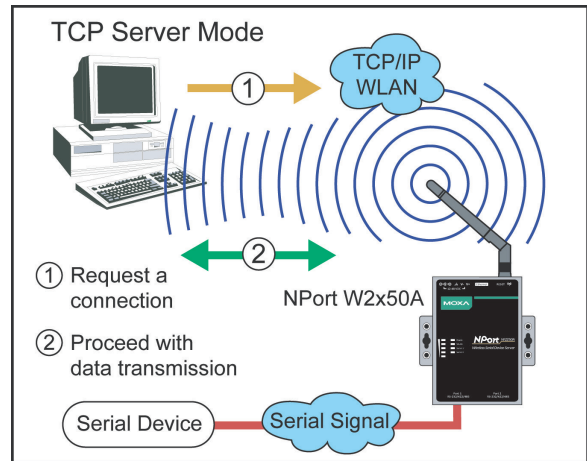 TCP Server Mode
TCP/IP
WLAN
1
2
1 Request a
connection
NPort W2x50A
2 Proceed with
data transmission
MOXA
NPort
Serial Device
Serial Signal